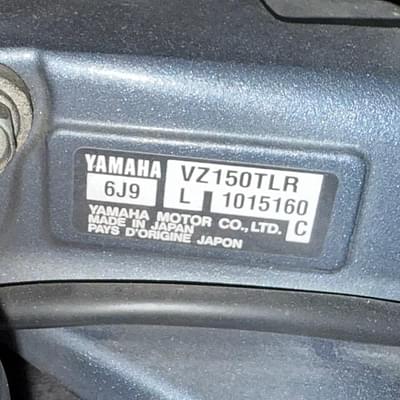 YAMAHA VZ150TLR
6J9 L 1015160
YAMAHA MOTOR CO., LTD. C
MADE IN JAPAN
PAYS D'ORIGINE JAPON